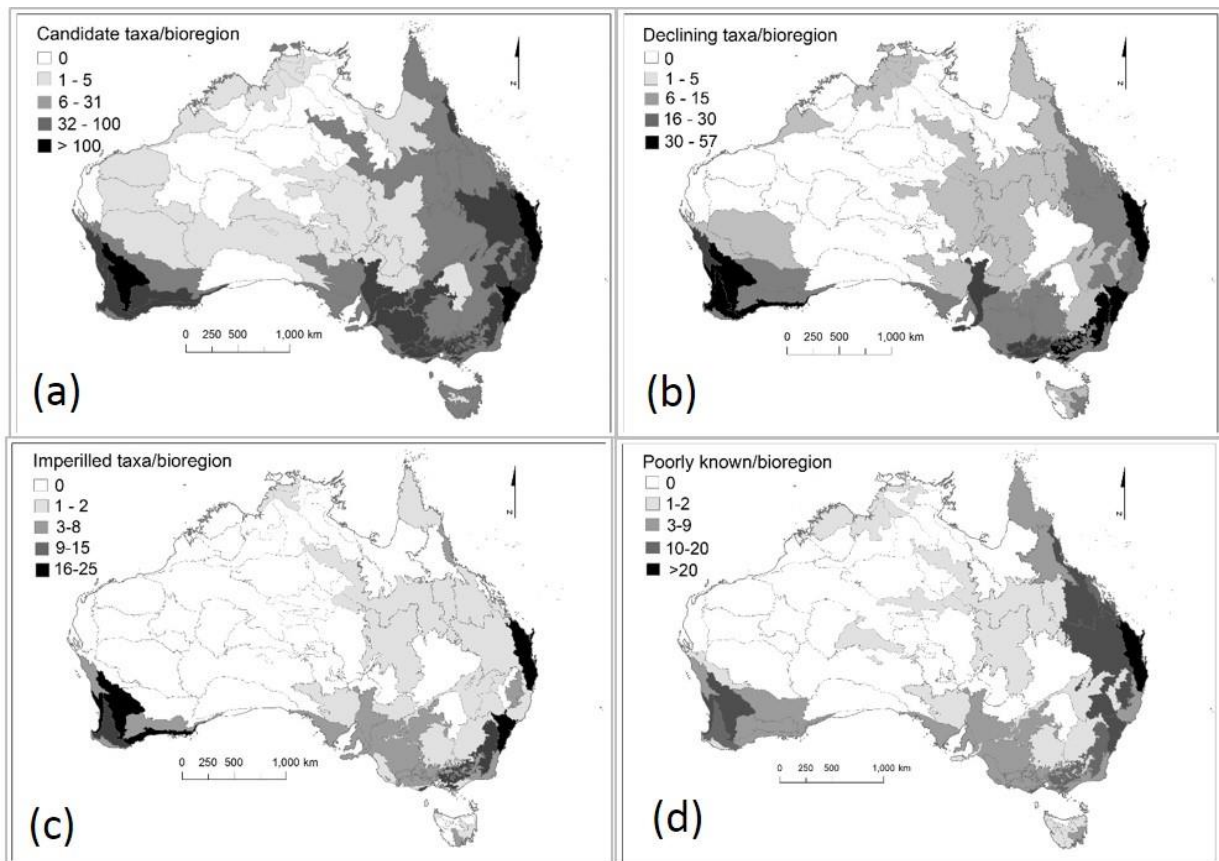 Candidate taxa/bioregion
0
1 - 5
6 - 31
32 - 100
> 100
N
0 250 500 1,000 km
(a)
Declining taxa/bioregion
0
1 - 5
6 - 15
16 - 30
30 - 57
N
0 250 500 1,000 km
(b)
Imperilled taxa/bioregion
0
1 - 2
3-8
9-15
16-25
N
0 250 500 1,000 km
(c)
Poorly known/bioregion
0
1-2
3-9
10-20
>20
N
0 250 500 1,000 km
(d)